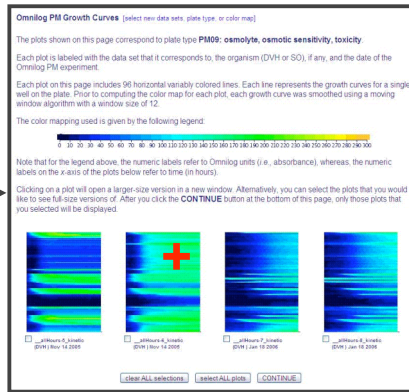 Omnilog PM Growth Curves [select new data sets, plate type, or color map]
The plots shown on this page correspond to plate type PM09: osmolyte, osmotic sensitivity, toxicity.
Each plot is labeled with the data set that it corresponds to, the organism (DVH or SO), if any, and the date of the
Omnilog PM experiment.
Each plot on this page includes 96 horizontal variably colored lines. Each line represents the growth curves for a single
well on the plate. Prior to computing the color map for each plot, each growth curve was smoothed using a moving
window algorithm with a window size of 12.
The color mapping used is given by the following legend:
0 10 20 30 40 50 60 70 80 90 100 110 120 130 140 150 160 170 180 190 200 210 220 230 240 250 260 270 280 290 300
Note that for the legend above, the numeric labels refer to Omnilog units (i.e., absorbance), whereas, the numeric
labels on the x-axis of the plots below refer to time (in hours).
Clicking on a plot will open a larger-size version in a new window. Alternatively, you can select the plots that you would
like to see full-size versions of. After you click the CONTINUE button at the bottom of this page, only those plots that
you selected will be displayed.
__allHours-5_kinetic __allHours-6_kinetic __allHours-7_kinetic __allHours-8_kinetic
(DVH) Nov 14 2005 (DVH) Nov 14 2005 (DVH) Jan 18 2006 (DVH) Jan 18 2006
clear ALL selections select ALL plots CONTINUE